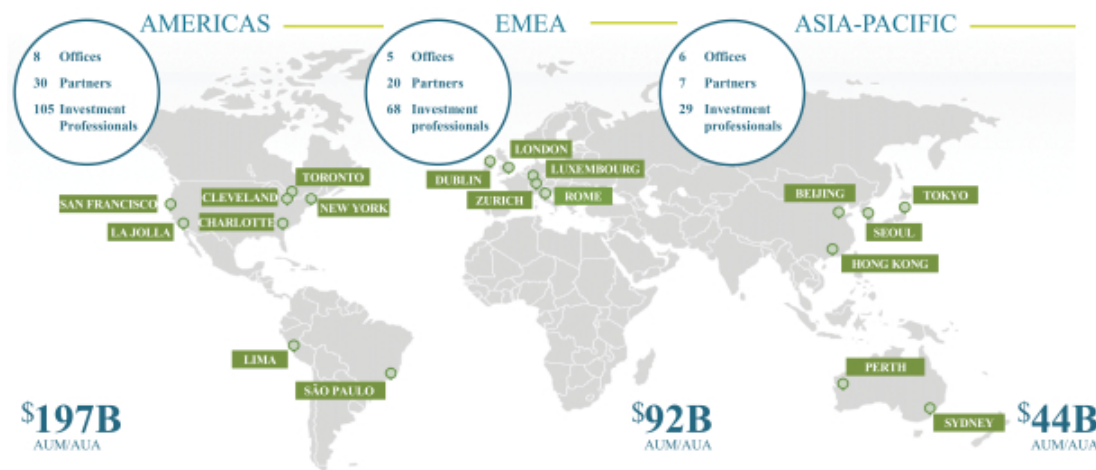 AMERICAS
8 Offices
30 Partners
105 Investment
Professionals
EMEA
5 Offices
20 Partners
68 Investment
professionals
ASIA-PACIFIC
6 Offices
7 Partners
29 Investment
professionals
TORONTO
CLEVELAND
SAN FRANCISCO
NEW YORK
LA JOLLA
CHARLOTTE
LIMA
SÃO PAULO
LONDON
DUBLIN
LUXEMBOURG
ZURICH
ROME
BEIJING
TOKYO
SEOUL
HONG KONG
PERTH
SYDNEY
$197B
AUM/AUA
$92B
AUM/AUA
$44B
AUM/AUA